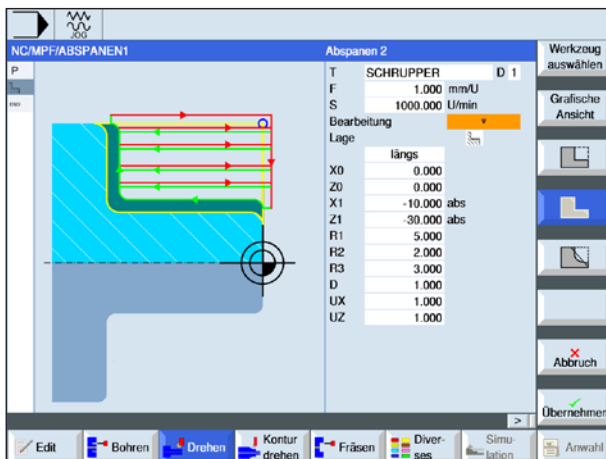 JOG
NC/MPF/ABSPANEN1
Abspanen 2
Werkzeug
auswählen
P
T SCHRUPPER D 1
F 1.000 mm/U
S 1000.000 U/min
Bearbeitung ▽
Lage
längs
X0 0.000
Z0 0.000
X1 -10.000 abs
Z1 -30.000 abs
R1 5.000
R2 2.000
R3 3.000
D 1.000
UX 1.000
UZ 1.000
Grafische
Ansicht
Abbruch
Übernehmen
>
Edit
Bohren
Drehen
Kontur
drehen
Fräsen
Diver-
ses
Simu-
lation
Anwahl